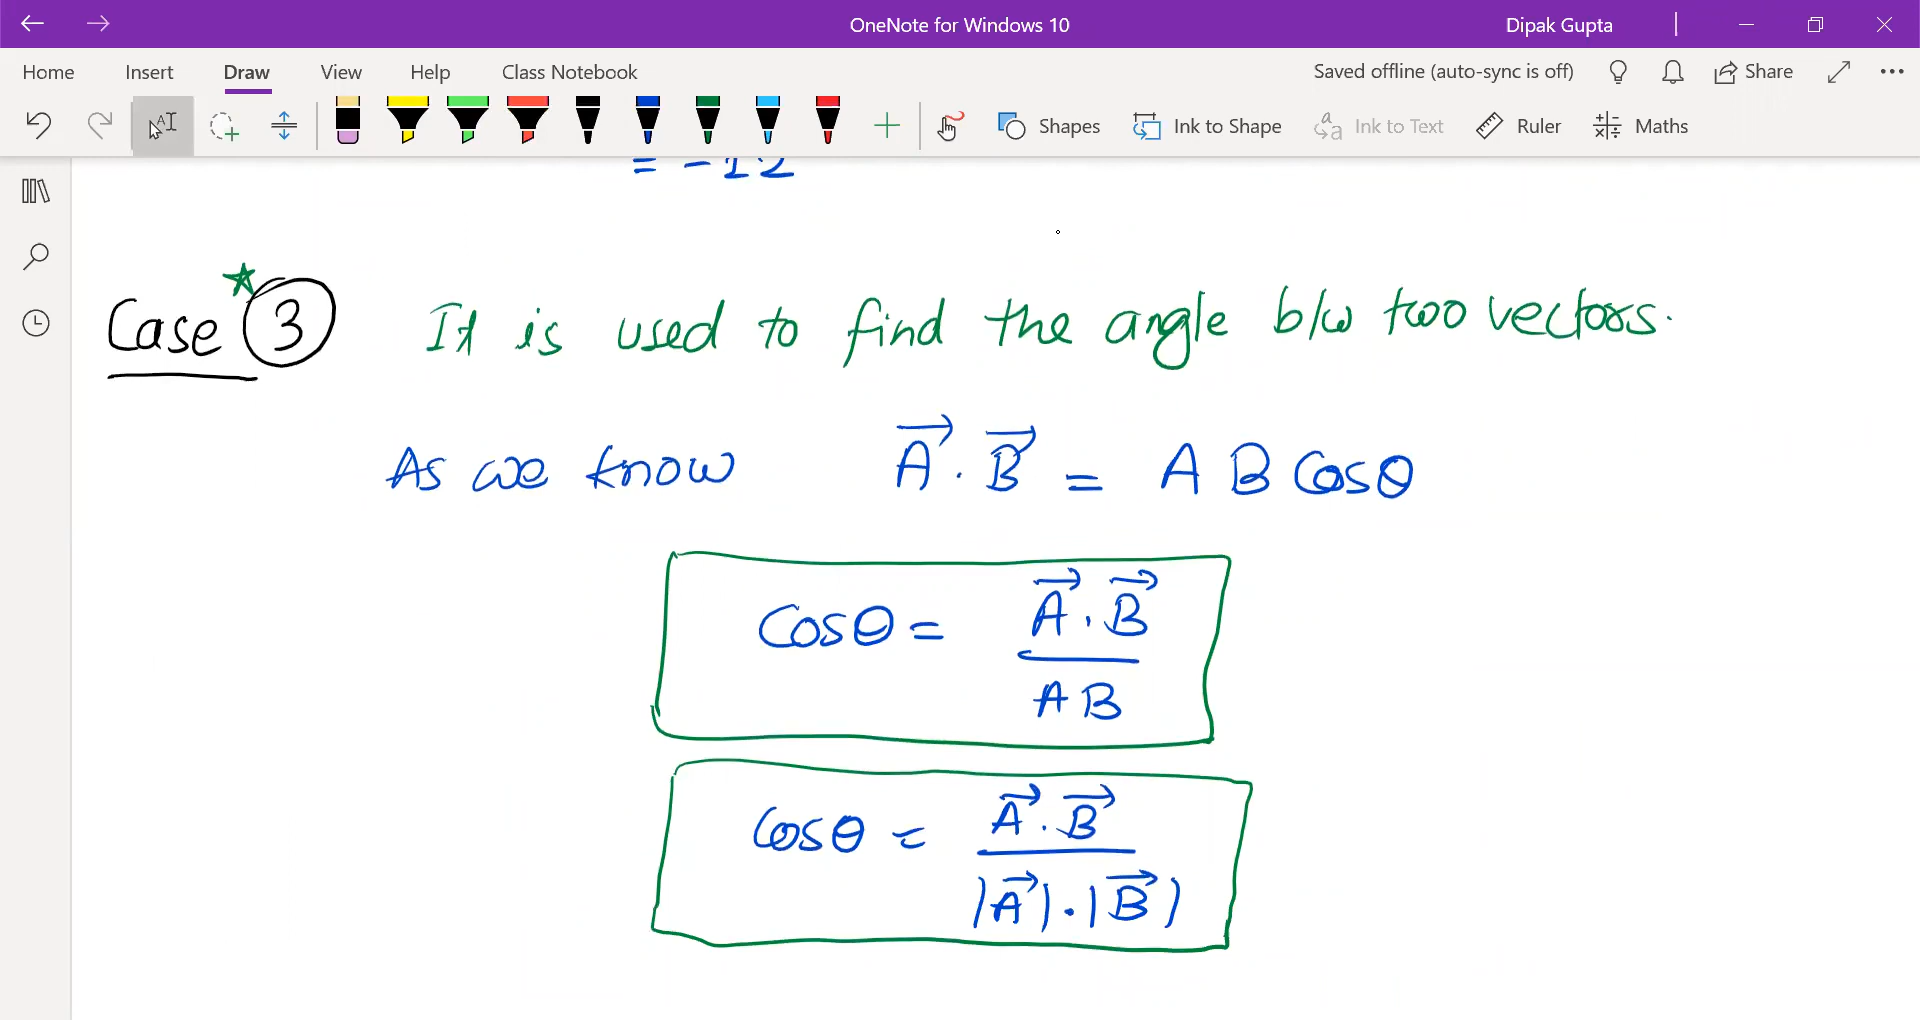 OneNote for Windows 10
Dipak Gupta
Home Insert Draw View Help Class Notebook
Saved offline (auto-sync is off) Share
Shapes Ink to Shape Ink to Text Ruler Maths
= -12
Case 3 It is used to find the angle b/w two vectors.
As we know A⃗ . B⃗ = A B Cosθ
Cosθ = A⃗ . B⃗
A B
Cosθ = A⃗ . B⃗
|A⃗| . |B⃗|